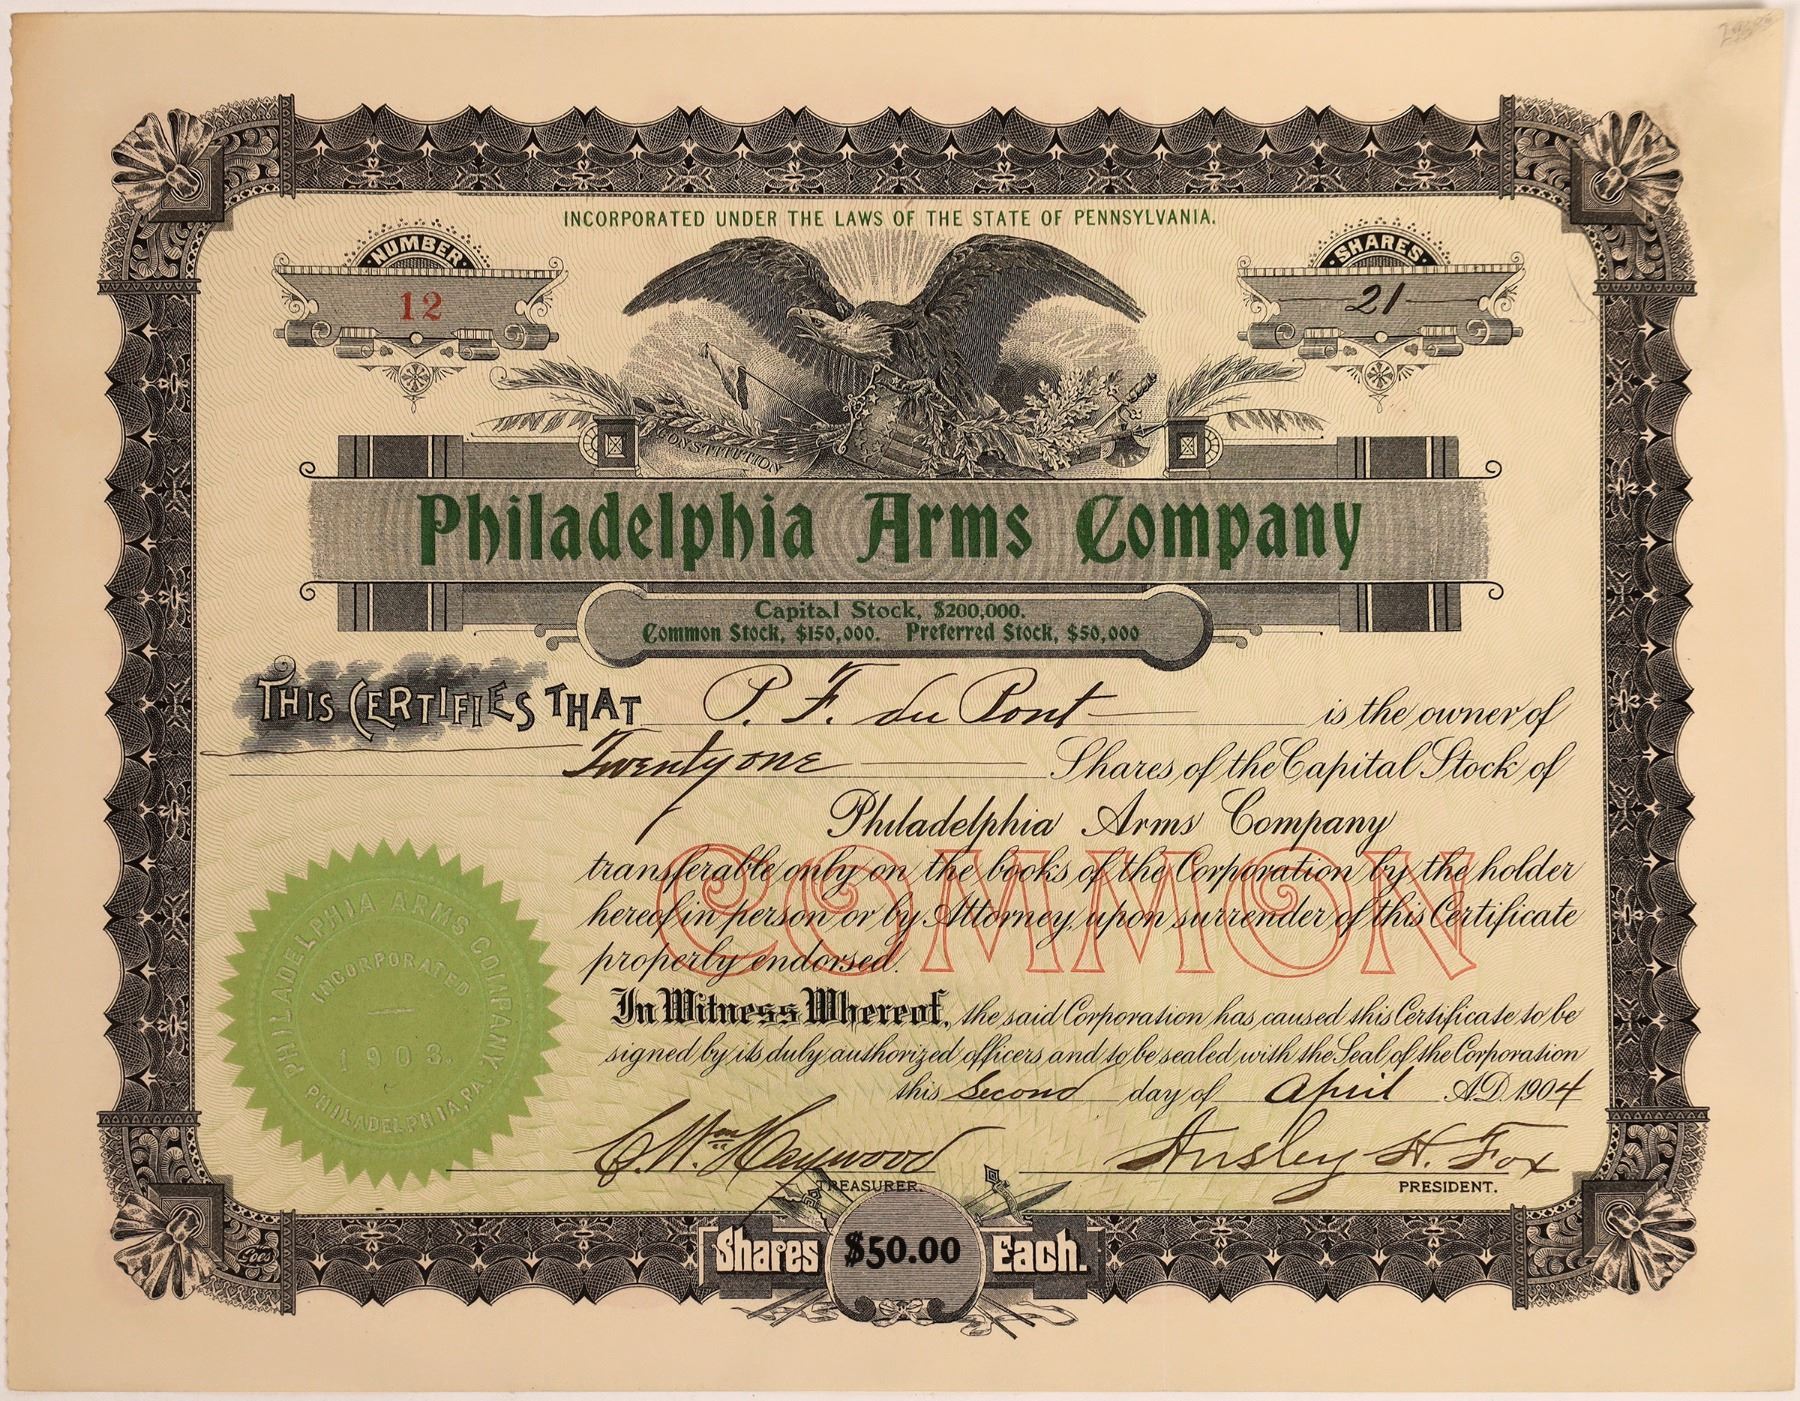 INCORPORATED UNDER THE LAWS OF THE STATE OF PENNSYLVANIA.
NUMBER
12
SHARES
21
CONSTITUTION
Philadelphia Arms Company
Capital Stock, $200,000.
Common Stock, $150,000. Preferred Stock, $50,000
THIS CERTIFIES THAT P. F. du Pont is the owner of
Twenty one Shares of the Capital Stock of
Philadelphia Arms Company
transferable only on the books of the Corporation by the holder
hereof in person or by Attorney, upon surrender of this Certificate
properly endorsed.
COMMON
In Witness Whereof, the said Corporation has caused this Certificate to be
signed by its duly authorized officers and to be sealed with the Seal of the Corporation
this Second day of April A.D. 1904
PHILADELPHIA ARMS COMPANY.
INCORPORATED
1903.
PHILADELPHIA, PA.
C. Wm Haywood
TREASURER.
Ansley H. Fox
PRESIDENT.
Goes
Shares $50.00 Each.